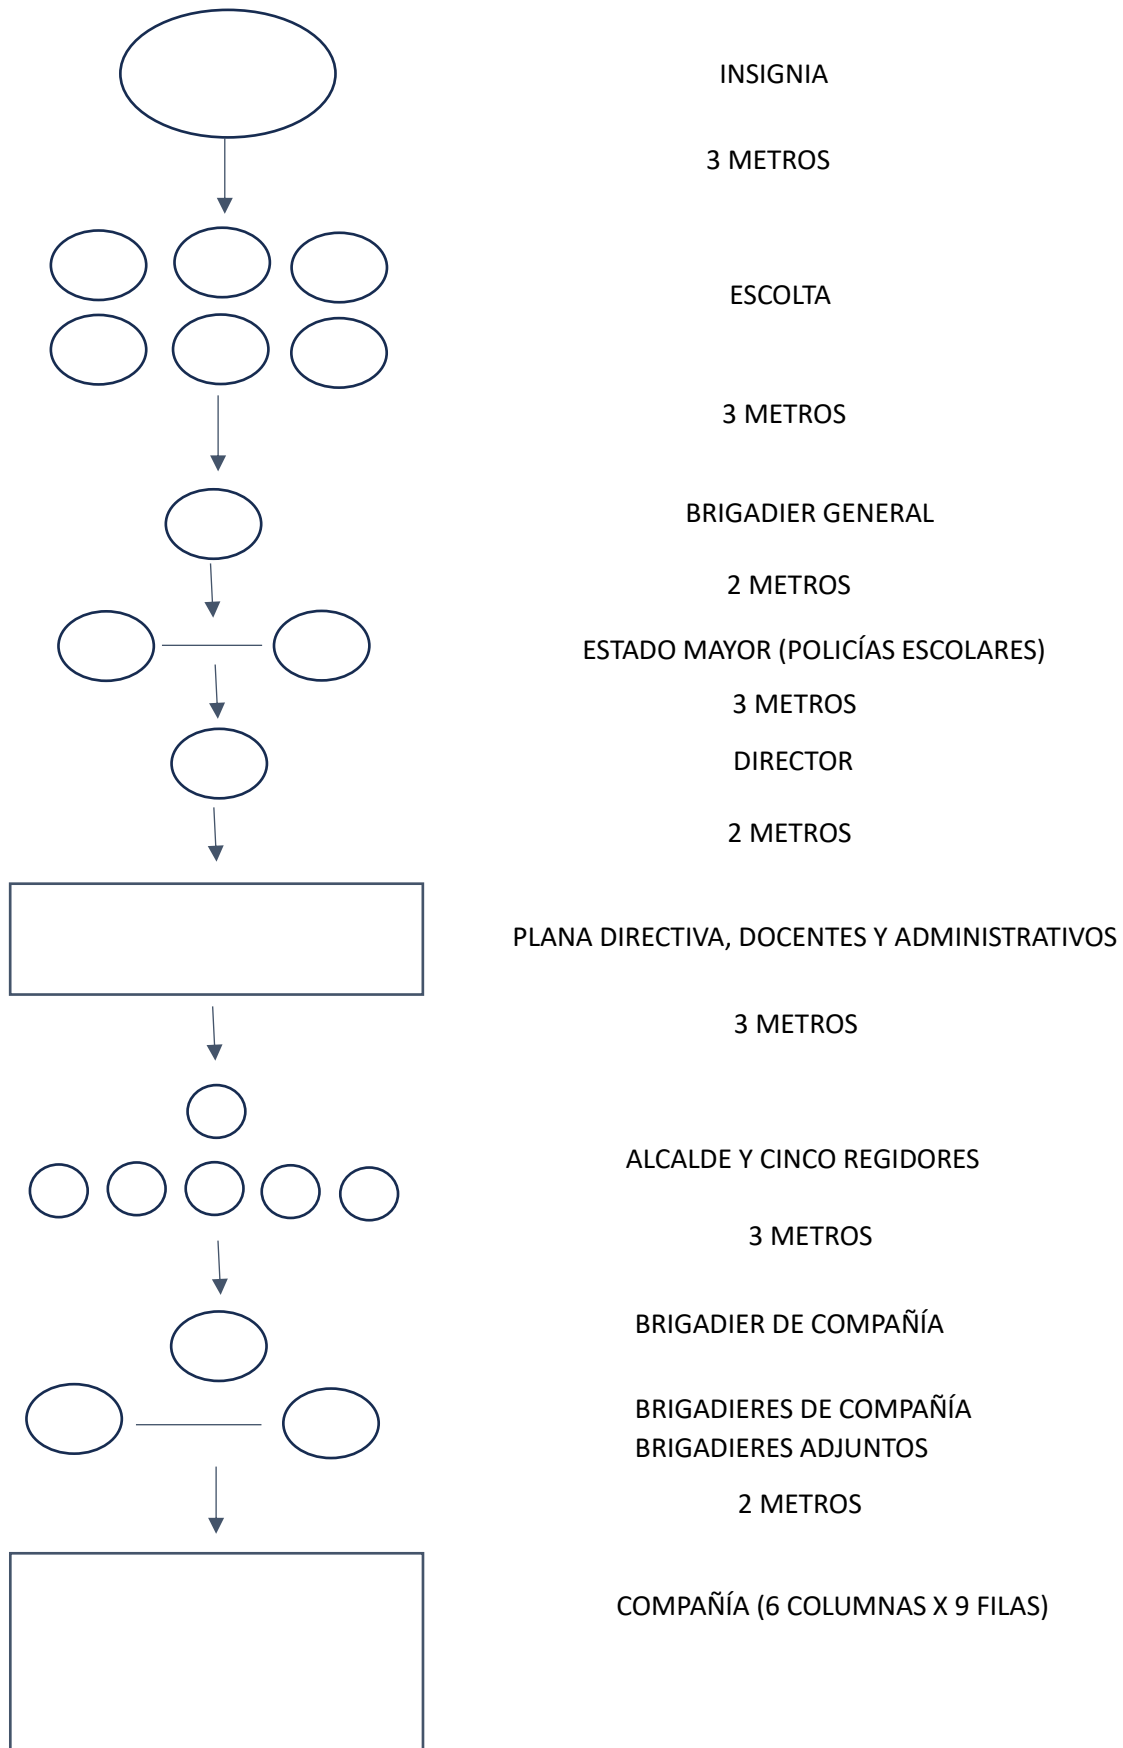 INSIGNIA
3 METROS
ESCOLTA
3 METROS
BRIGADIER GENERAL
2 METROS
ESTADO MAYOR (POLICÍAS ESCOLARES)
3 METROS
DIRECTOR
2 METROS
PLANA DIRECTIVA, DOCENTES Y ADMINISTRATIVOS
3 METROS
ALCALDE Y CINCO REGIDORES
3 METROS
BRIGADIER DE COMPAÑÍA
BRIGADIERES DE COMPAÑÍA
BRIGADIERES ADJUNTOS
2 METROS
COMPAÑÍA (6 COLUMNAS X 9 FILAS)